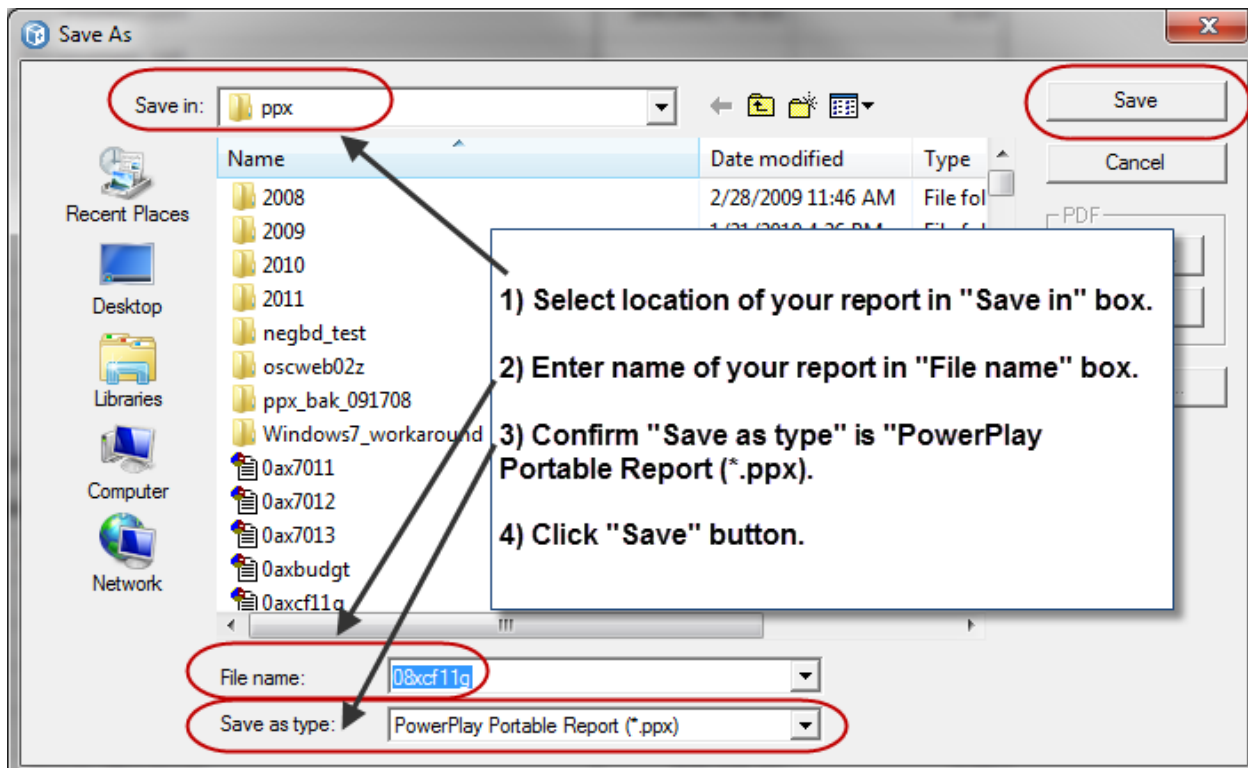 Save As
Save in: ppx
Save
Name Date modified Type
Cancel
Recent Places
2008 2/28/2009 11:46 AM File fol
PDF
2009
2010
Desktop
2011
negbd_test
oscweb02z
Libraries
ppx_bak_091708
Windows7_workaround
0ax7011
Computer
0ax7012
0ax7013
0axbudgt
Network
0axcf11g
1) Select location of your report in "Save in" box.
2) Enter name of your report in "File name" box.
3) Confirm "Save as type" is "PowerPlay
Portable Report (*.ppx).
4) Click "Save" button.
File name: 08xcf11g
Save as type: PowerPlay Portable Report (*.ppx)